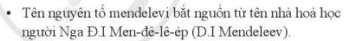 • Tên nguyên tố mendelevi bắt nguồn từ tên nhà hoá học
người Nga Đ.I Men-đê-lê-ép (D.I Mendeleev).